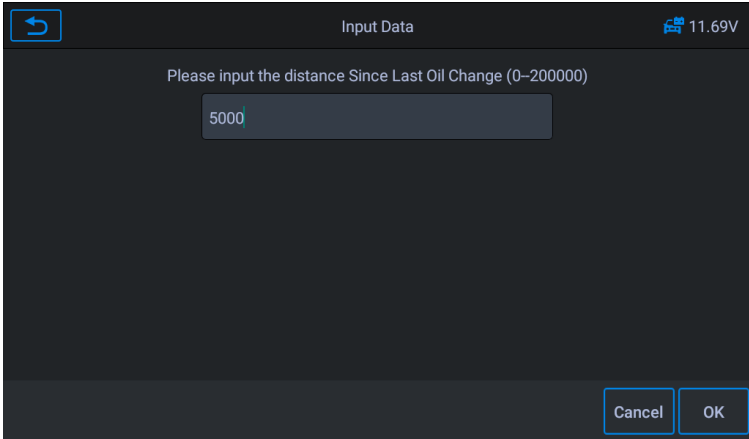 Input Data
11.69V
Please input the distance Since Last Oil Change (0--200000)
5000
Cancel
OK